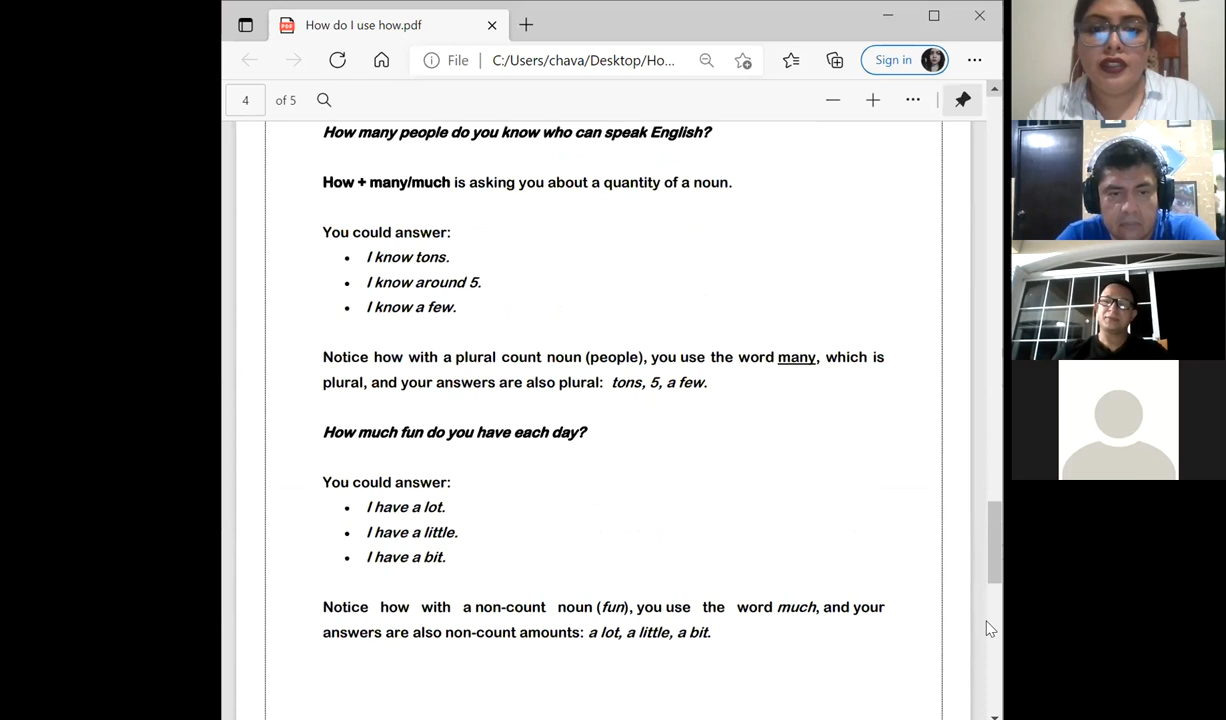 How do I use how.pdf
File
C:/Users/chava/Desktop/Ho...
Sign in
4 of 5
How many people do you know who can speak English?
How + many/much is asking you about a quantity of a noun.
You could answer:
• I know tons.
• I know around 5.
• I know a few.
Notice how with a plural count noun (people), you use the word many, which is
plural, and your answers are also plural: tons, 5, a few.
How much fun do you have each day?
You could answer:
• I have a lot.
• I have a little.
• I have a bit.
Notice how with a non-count noun (fun), you use the word much, and your
answers are also non-count amounts: a lot, a little, a bit.